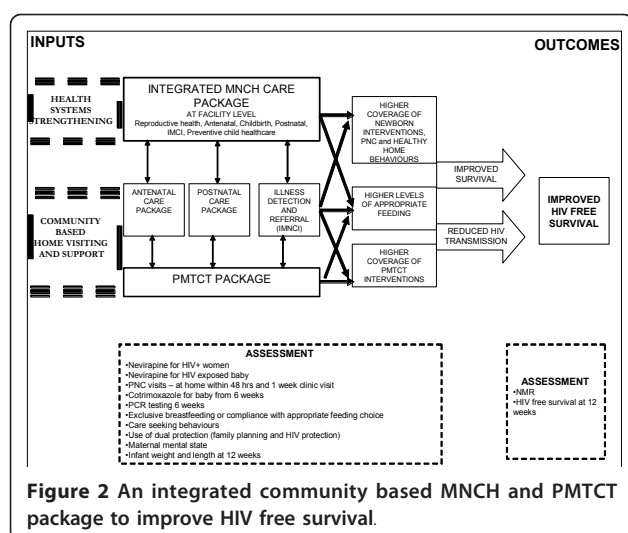 INPUTS
OUTCOMES
HEALTH
SYSTEMS
STRENGTHENING
INTEGRATED MNCH CARE
PACKAGE
AT FACILITY LEVEL
Reproductive health, Antenatal, Childbirth, Postnatal,
IMCI, Preventive child healthcare
HIGHER
COVERAGE OF
NEWBORN
INTERVENTIONS,
PNC and HEALTHY
HOME
BEHAVIOURS
IMPROVED
SURVIVAL
COMMUNITY
BASED
HOME VISITING
AND SUPPORT
ANTENATAL
CARE
PACKAGE
POSTNATAL
CARE
PACKAGE
ILLNESS
DETECTION
AND
REFERRAL
(IMNCI)
HIGHER LEVELS
OF APPROPRIATE
FEEDING
IMPROVED
HIV FREE
SURVIVAL
REDUCED HIV
TRANSMISSION
PMTCT PACKAGE
HIGHER
COVERAGE OF
PMTCT
INTERVENTIONS
ASSESSMENT
•Nevirapine for HIV+ women
•Nevirapine for HIV exposed baby
•PNC visits – at home within 48 hrs and 1 week clinic visit
•Cotrimoxazole for baby from 6 weeks
•PCR testing 6 weeks
•Exclusive breastfeeding or compliance with appropriate feeding choice
•Care seeking behaviours
•Use of dual protection (family planning and HIV protection)
•Maternal mental state
•Infant weight and length at 12 weeks
ASSESSMENT
•NMR
•HIV free survival at 12
weeks
Figure 2 An integrated community based MNCH and PMTCT
package to improve HIV free survival.